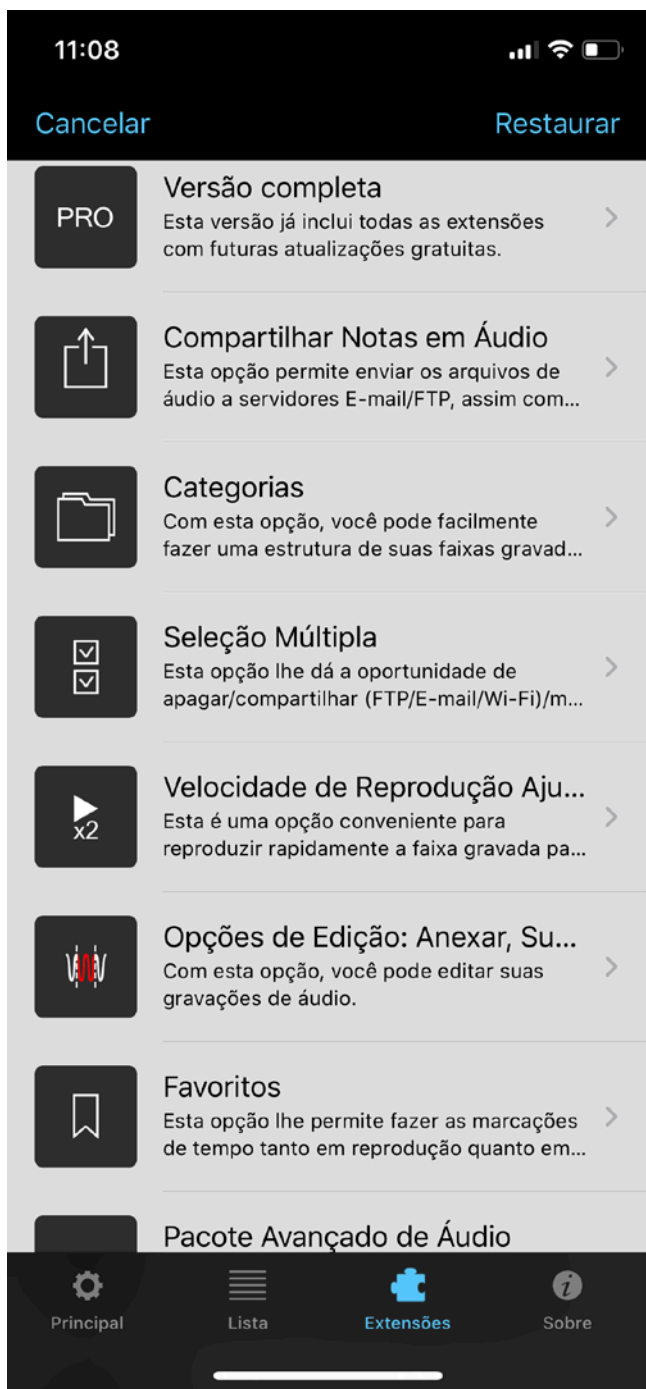 11:08
Cancelar
Restaurar
PRO
Versão completa
Esta versão já inclui todas as extensões
com futuras atualizações gratuitas.
Compartilhar Notas em Áudio
Esta opção permite enviar os arquivos de
áudio a servidores E-mail/FTP, assim com...
Categorias
Com esta opção, você pode facilmente
fazer uma estrutura de suas faixas gravad...
Seleção Múltipla
Esta opção lhe dá a oportunidade de
apagar/compartilhar (FTP/E-mail/Wi-Fi)/m...
x2
Velocidade de Reprodução Aju...
Esta é uma opção conveniente para
reproduzir rapidamente a faixa gravada pa...
Opções de Edição: Anexar, Su...
Com esta opção, você pode editar suas
gravações de áudio.
Favoritos
Esta opção lhe permite fazer as marcações
de tempo tanto em reprodução quanto em...
Pacote Avançado de Áudio
Principal
Lista
Extensões
Sobre